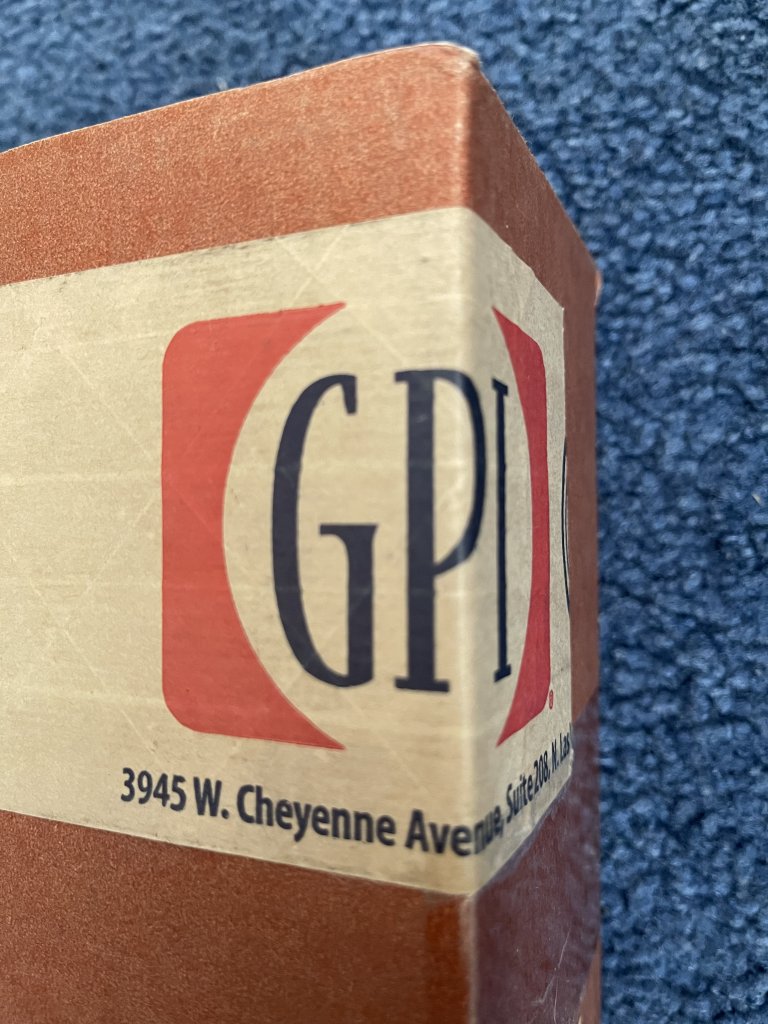 GPI
®
3945 W. Cheyenne Avenue, Suite 208, N. Las